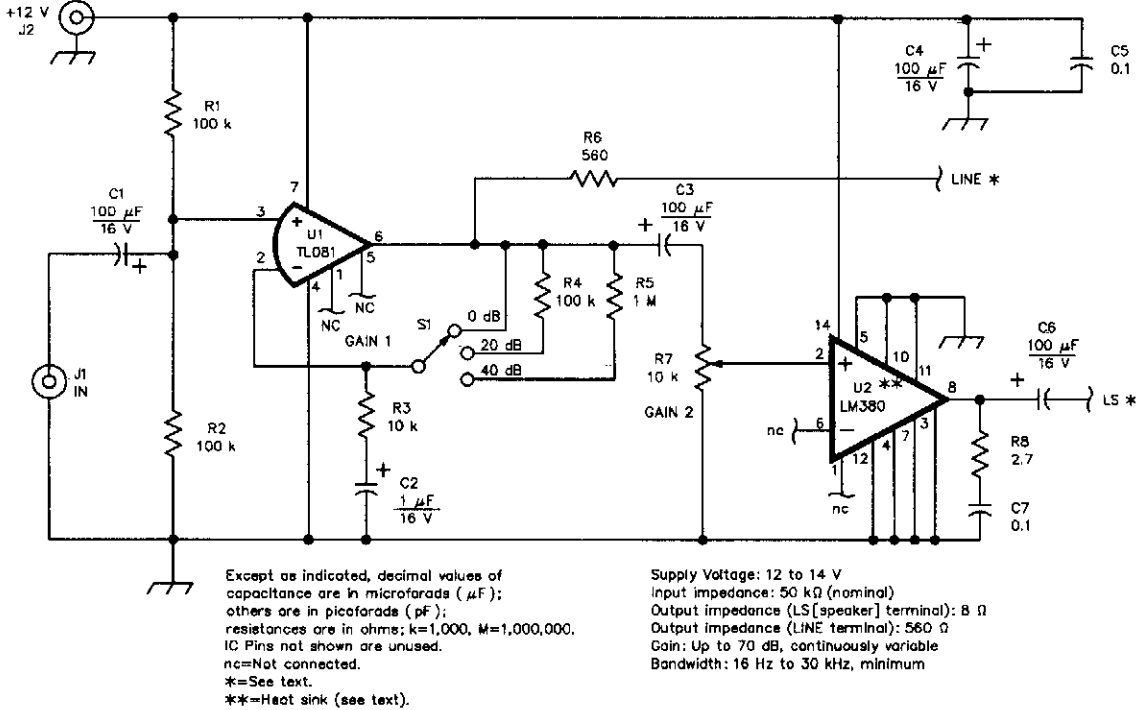 +12 V
J2
R1
100 k
C1
100 µF
16 V
J1
IN
R2
100 k
7
3
+
U1
TL081
2
−
6
1
5
4
NC
NC
GAIN 1
S1
0 dB
20 dB
40 dB
R3
10 k
+
C2
1 µF
16 V
R4
100 k
R5
1 M
R6
560
LINE *
C3
100 µF
16 V
+
R7
10 k
GAIN 2
C4
100 µF
16 V
+
C5
0.1
14
5
10
11
2
+
U2 **
LM380
8
nc
6
−
1
12
4
7
3
nc
C6
100 µF
16 V
+
LS *
R8
2.7
C7
0.1
+
Except as indicated, decimal values of
capacitance are in microfarads ( µF);
others are in picofarads ( pF);
resistances are in ohms; k=1,000, M=1,000,000.
IC Pins not shown are unused.
nc=Not connected.
*=See text.
**=Heat sink (see text).
Supply Voltage: 12 to 14 V
Input impedance: 50 kΩ (nominal)
Output impedance (LS[speaker] terminal): 8 Ω
Output impedance (LINE terminal): 560 Ω
Gain: Up to 70 dB, continuously variable
Bandwidth: 16 Hz to 30 kHz, minimum